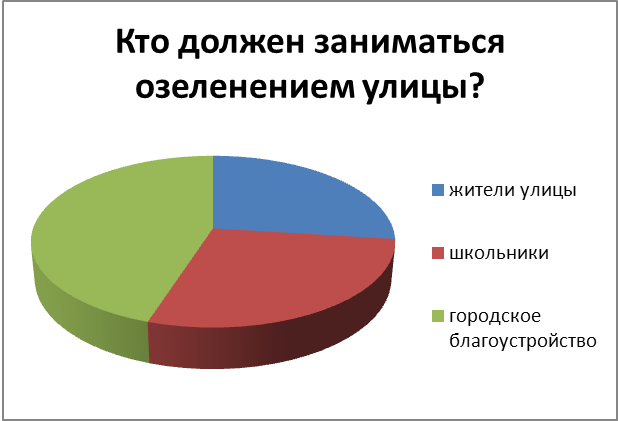 Кто должен заниматься
озеленением улицы?
жители улицы
школьники
городское
благоустройство